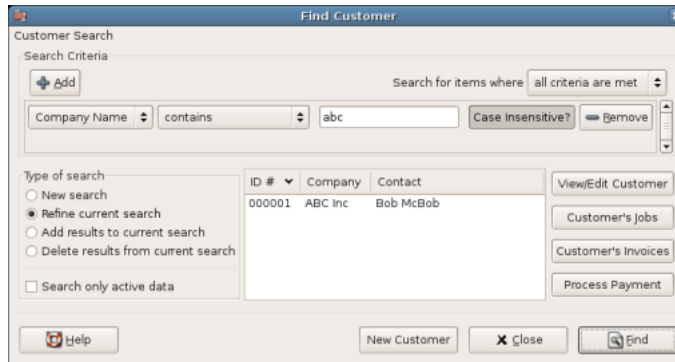 Find Customer
Customer Search
Search Criteria
Add
Search for items where all criteria are met
Company Name contains abc Case Insensitive? Remove
Type of search
New search
Refine current search
Add results to current search
Delete results from current search
Search only active data
ID # Company Contact
000001 ABC Inc Bob McBob
View/Edit Customer
Customer's Jobs
Customer's Invoices
Process Payment
Help New Customer Close Find